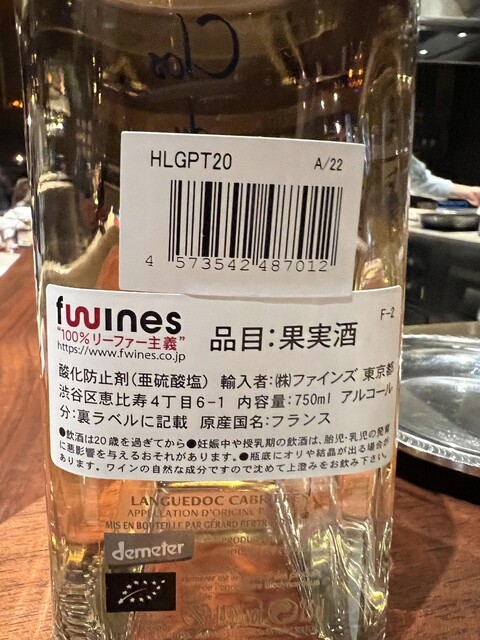 Clos
HLGPT20 A/22
4 573542 487012
fwines
"100%リーファー主義"
https://www.fwines.co.jp
品目:果実酒
F-2
酸化防止剤(亜硫酸塩) 輸入者:㈱ファインズ 東京都
渋谷区恵比寿4丁目6-1 内容量:750ml アルコール
分:裏ラベルに記載 原産国名:フランス
●飲酒は20歳を過ぎてから●妊娠中や授乳期の飲酒は、胎児・乳児の発育
に悪影響を与えるおそれがあります。●瓶底にオリや結晶が出る場合が
あります。ワインの自然な成分ですので沈めて上澄みをお飲み下さい。
LANGUEDOC CABRIÈRES
APPELLATION D'ORIGINE
MIS EN BOUTEILLE PAR GÉRARD
demeter